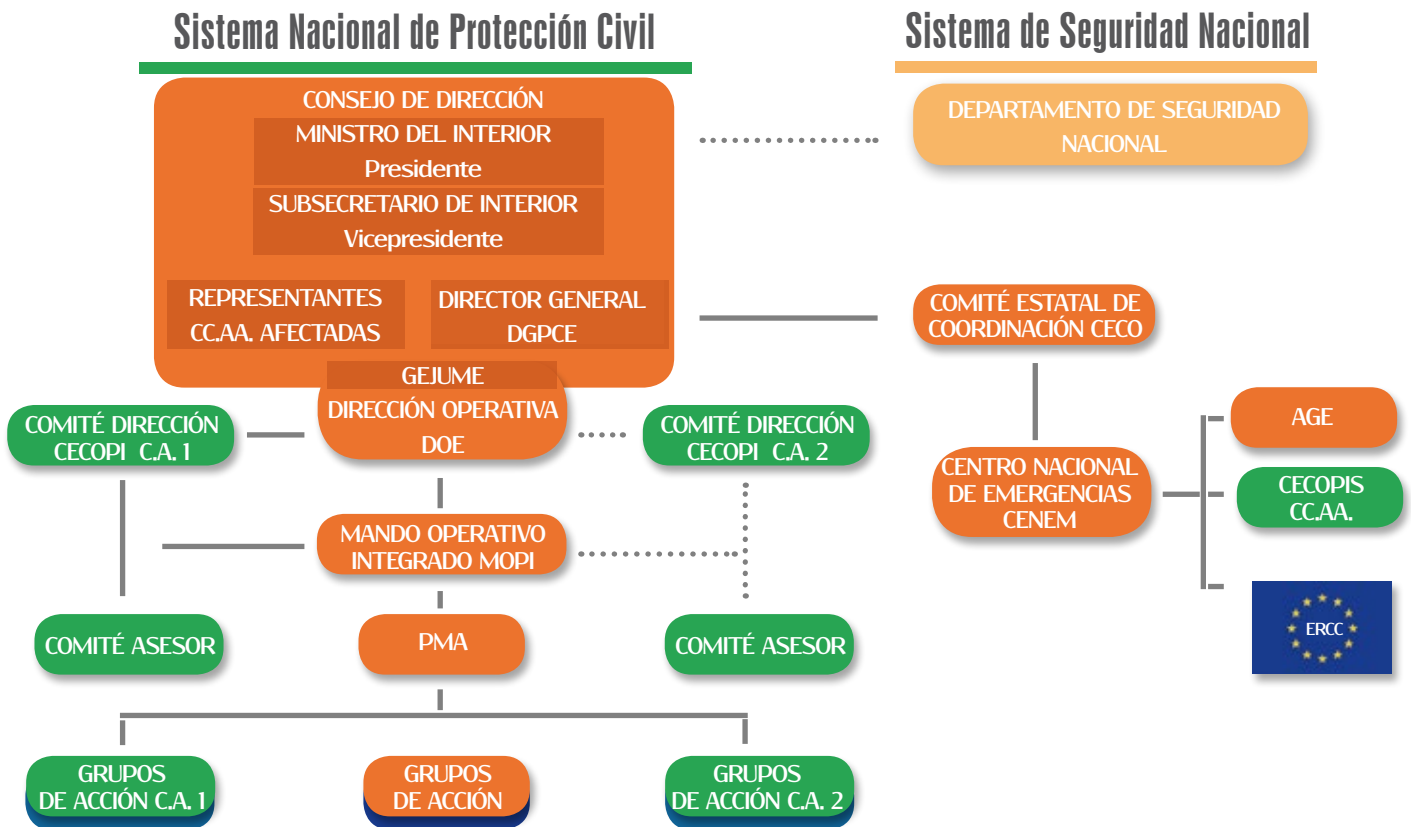 Sistema Nacional de Protección Civil
Sistema de Seguridad Nacional
CONSEJO DE DIRECCIÓN
MINISTRO DEL INTERIOR
Presidente
SUBSECRETARIO DE INTERIOR
Vicepresidente
REPRESENTANTES
CC.AA. AFECTADAS
DIRECTOR GENERAL
DGPCE
GEJUME
DIRECCIÓN OPERATIVA
DOE
DEPARTAMENTO DE SEGURIDAD
NACIONAL
COMITÉ ESTATAL DE
COORDINACIÓN CECO
COMITÉ DIRECCIÓN
CECOPI C.A. 1
COMITÉ DIRECCIÓN
CECOPI C.A. 2
CENTRO NACIONAL
DE EMERGENCIAS
CENEM
AGE
CECOPIS
CC.AA.
ERCC
MANDO OPERATIVO
INTEGRADO MOPI
COMITÉ ASESOR
PMA
COMITÉ ASESOR
GRUPOS
DE ACCIÓN C.A. 1
GRUPOS
DE ACCIÓN
GRUPOS
DE ACCIÓN C.A. 2